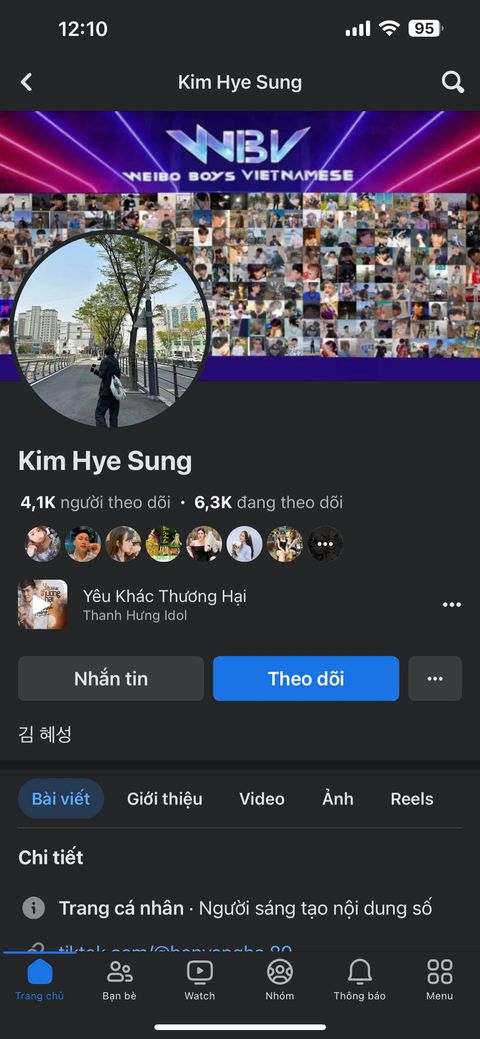 12:10
95
Kim Hye Sung
WBV
WEIBO BOYS VIETNAMESE
Kim Hye Sung
4,1K người theo dõi • 6,3K đang theo dõi
Yêu Khác Thương Hại
Thanh Hưng Idol
Nhắn tin
Theo dõi
김 혜성
Bài viết
Giới thiệu
Video
Ảnh
Reels
Chi tiết
Trang cá nhân · Người sáng tạo nội dung số
Trang chủ
Bạn bè
Watch
Nhóm
Thông báo
Menu